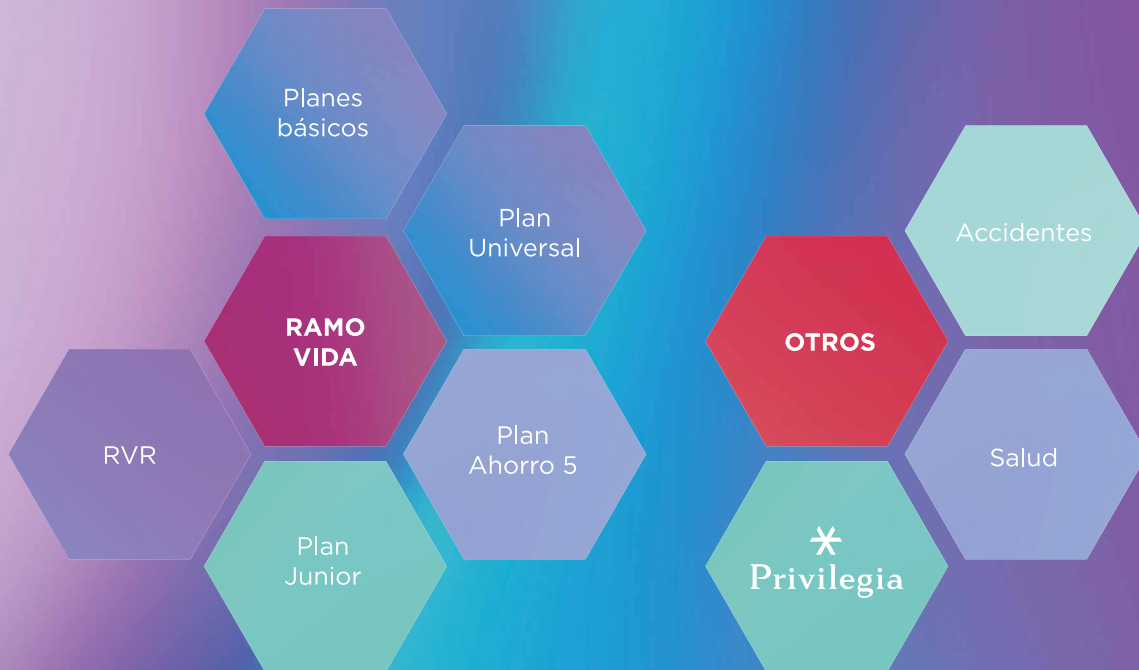 Planes
básicos
Plan
Universal
RAMO
VIDA
RVR
Plan
Ahorro 5
Plan
Junior
Accidentes
OTROS
Salud
Privilegia